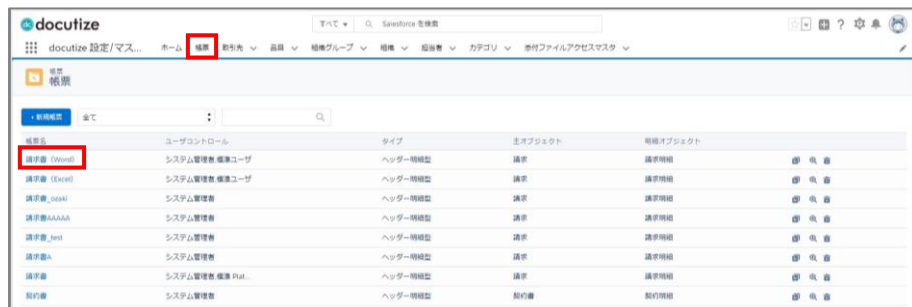 docutize
すべて Salesforce を検索
docutize 設定/マス... ホーム 帳票 取引先 品目 組織グループ 組織 担当者 カテゴリ 添付ファイルアクセスマスタ
帳票
帳票
+ 新規帳票 全て
帳票名 ユーザコントロール タイプ 主オブジェクト 明細オブジェクト
請求書（Word） システム管理者,標準ユーザ ヘッダー明細型 請求 請求明細
請求書（Excel） システム管理者,標準ユーザ ヘッダー明細型 請求 請求明細
請求書_ozaki システム管理者 ヘッダー明細型 請求 請求明細
請求書AAAAA システム管理者 ヘッダー明細型 請求 請求明細
請求書_test システム管理者 ヘッダー明細型 請求 請求明細
請求書A システム管理者 ヘッダー明細型 請求 請求明細
請求書 システム管理者,標準 Plat... ヘッダー明細型 請求 請求明細
契約書 システム管理者 ヘッダー明細型 契約書 契約明細